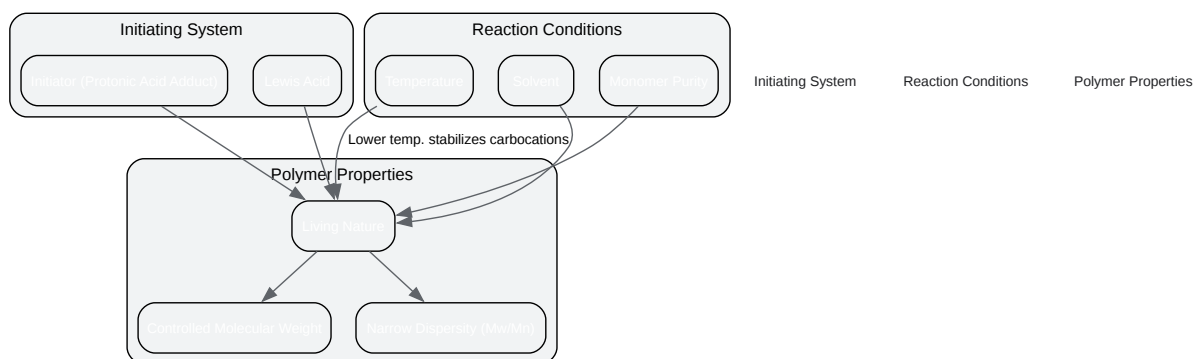 Initiating System
Reaction Conditions
Initiator (Protonic Acid Adduct)
Lewis Acid
Temperature
Solvent
Monomer Purity
Initiating System
Reaction Conditions
Polymer Properties
Lower temp. stabilizes carbocations
Polymer Properties
Living Nature
Controlled Molecular Weight
Narrow Dispersity (Mw/Mn)